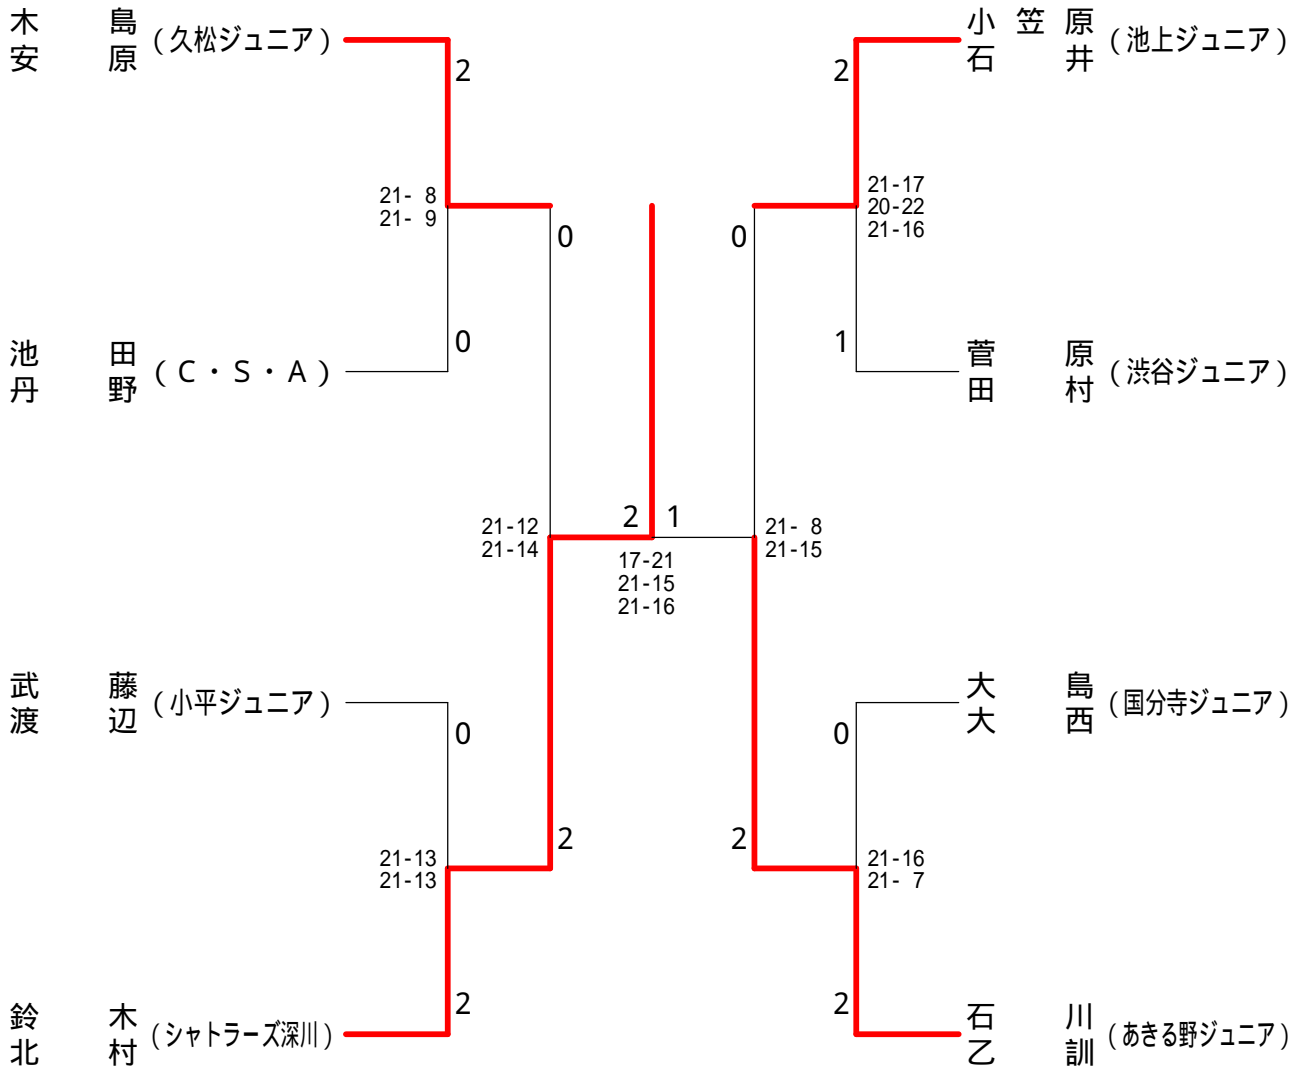 木島
安原
(久松ジュニア)
2
21- 8
21- 9
0
0
池田
丹野
(C・S・A)
21-12
21-14
武藤
渡辺
(小平ジュニア)
0
2
21-13
21-13
2
鈴木
北村
(シャトラーズ深川)
2 1
17-21
21-15
21-16
小笠原
石井
(池上ジュニア)
2
21-17
20-22
21-16
0
1
菅原
田村
(渋谷ジュニア)
21- 8
21-15
大島
大西
(国分寺ジュニア)
0
2
21-16
21- 7
2
石川
乙訓
(あきる野ジュニア)